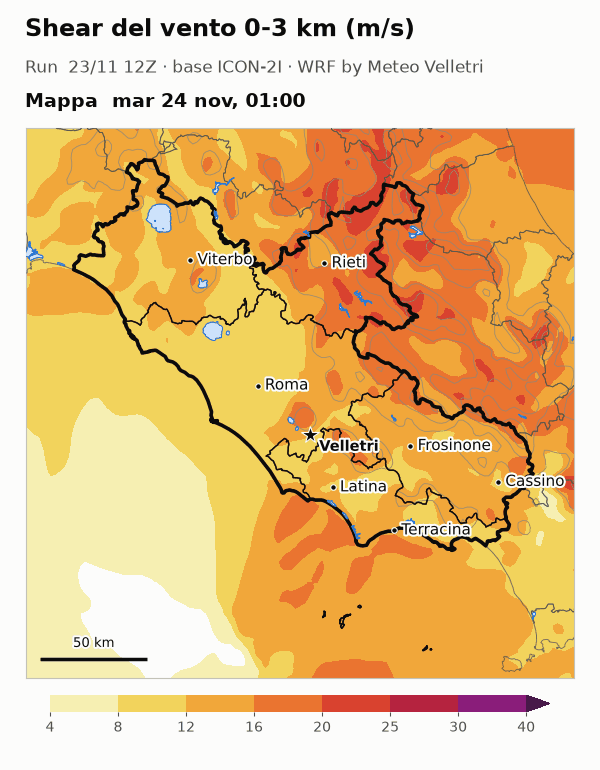 Shear del vento 0-3 km (m/s)
Run  23/11 12Z · base ICON-2I · WRF by Meteo Velletri
Mappa  mar 24 nov, 01:00
Viterbo
Rieti
Roma
Velletri
Frosinone
Cassino
Latina
Terracina
50 km
4 8 12 16 20 25 30 40